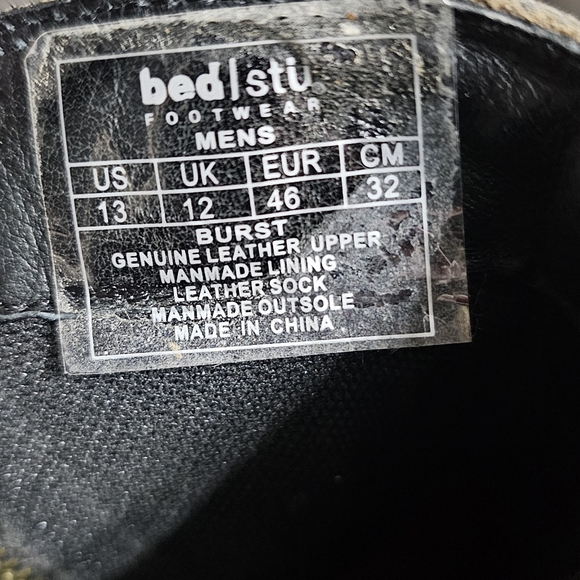 bed|stu
FOOTWEAR
MENS
US UK EUR CM
13 12 46 32
BURST
GENUINE LEATHER UPPER
MANMADE LINING
LEATHER SOCK
MANMADE OUTSOLE
MADE IN CHINA.